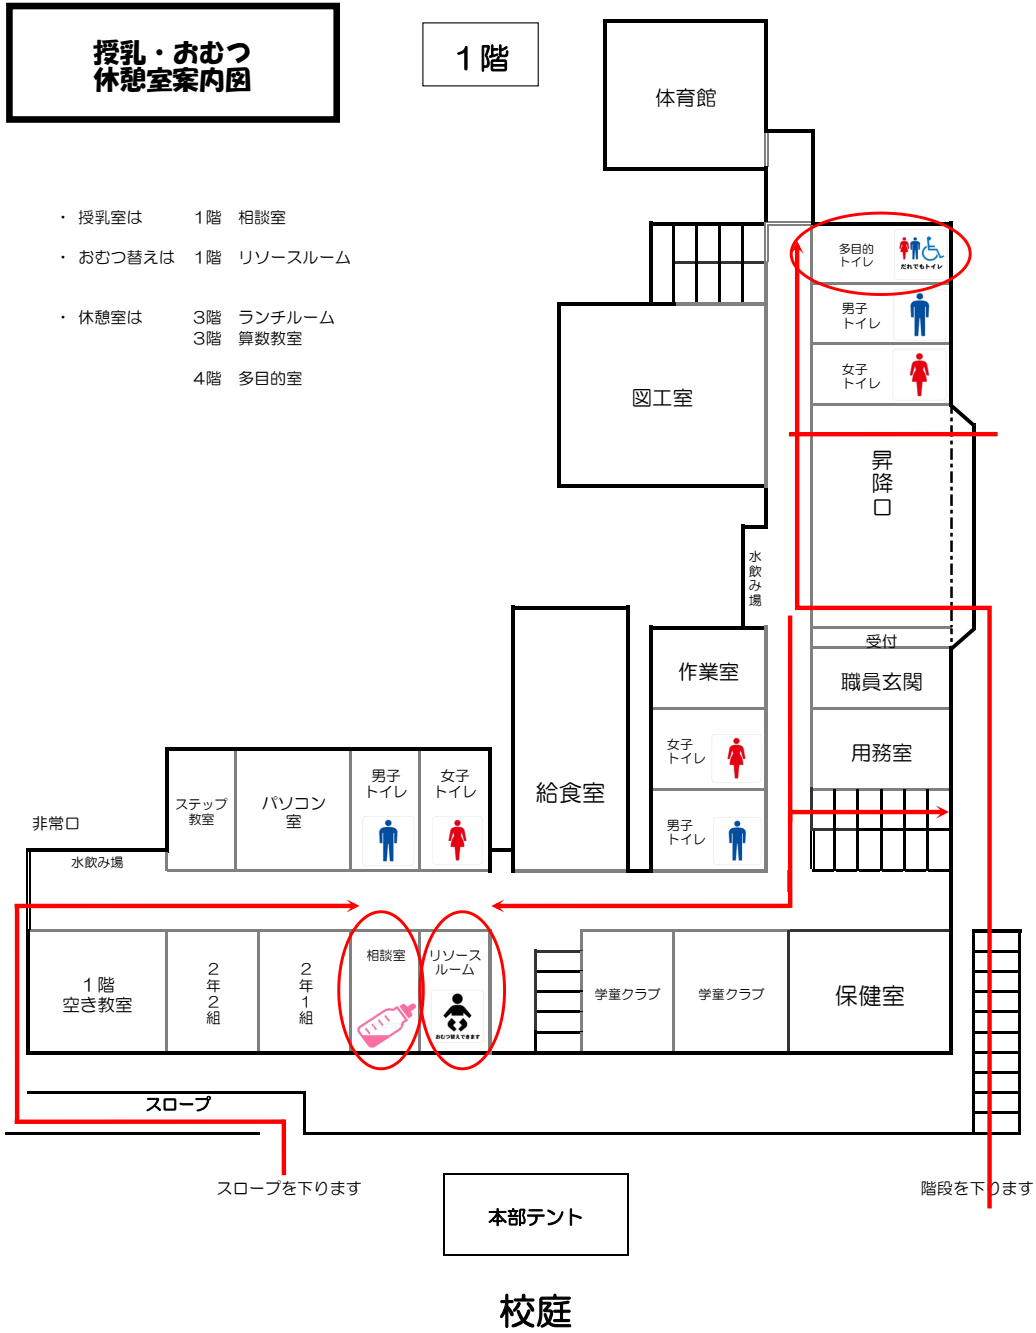 授乳・おむつ
休憩室案内図
１階
体育館
・ 授乳室は １階 相談室
・ おむつ替えは １階 リソースルーム
・ 休憩室は ３階 ランチルーム
３階 算数教室
４階 多目的室
多目的
トイレ
だれでもトイレ
男子
トイレ
女子
トイレ
図工室
昇降口
水飲み場
受付
作業室
職員玄関
女子
トイレ
用務室
男子
トイレ
給食室
ステップ
教室
パソコン
室
男子
トイレ
女子
トイレ
非常口
水飲み場
１階
空き教室
２年２組
２年１組
相談室
リソース
ルーム
おむつ替えできます
学童クラブ
学童クラブ
保健室
スロープ
スロープを下ります
階段を下ります
本部テント
校庭